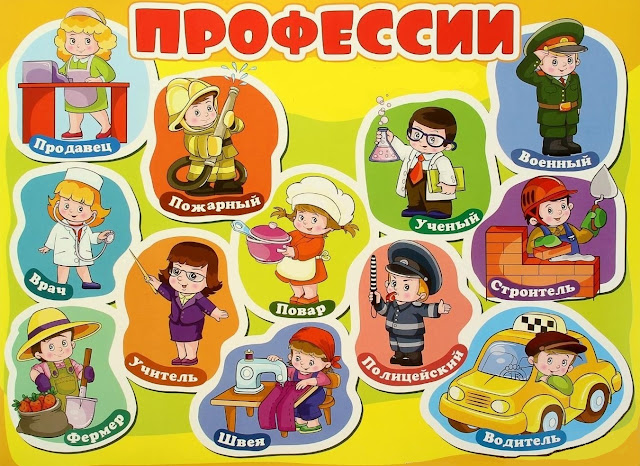 ПРОФЕССИИ
Продавец
Пожарный
Ученый
Военный
Врач
Учитель
Повар
Полицейский
Строитель
Фермер
Швея
Водитель